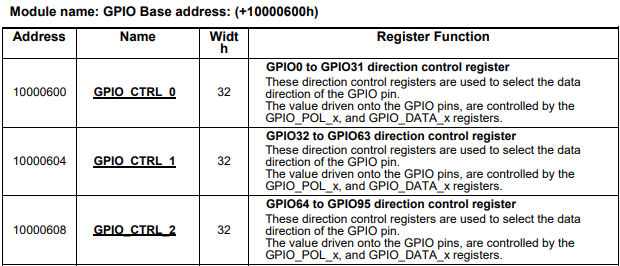 Module name: GPIO Base address: (+10000600h)
Address Name Widt h Register Function
10000600 GPIO_CTRL_0 32 GPIO0 to GPIO31 direction control register
These direction control registers are used to select the data
direction of the GPIO pin.
The value driven onto the GPIO pins, are controlled by the
GPIO_POL_x, and GPIO_DATA_x registers.
10000604 GPIO_CTRL_1 32 GPIO32 to GPIO63 direction control register
These direction control registers are used to select the data
direction of the GPIO pin.
The value driven onto the GPIO pins, are controlled by the
GPIO_POL_x, and GPIO_DATA_x registers.
10000608 GPIO_CTRL_2 32 GPIO64 to GPIO95 direction control register
These direction control registers are used to select the data
direction of the GPIO pin.
The value driven onto the GPIO pins, are controlled by the
GPIO_POL_x, and GPIO_DATA_x registers.